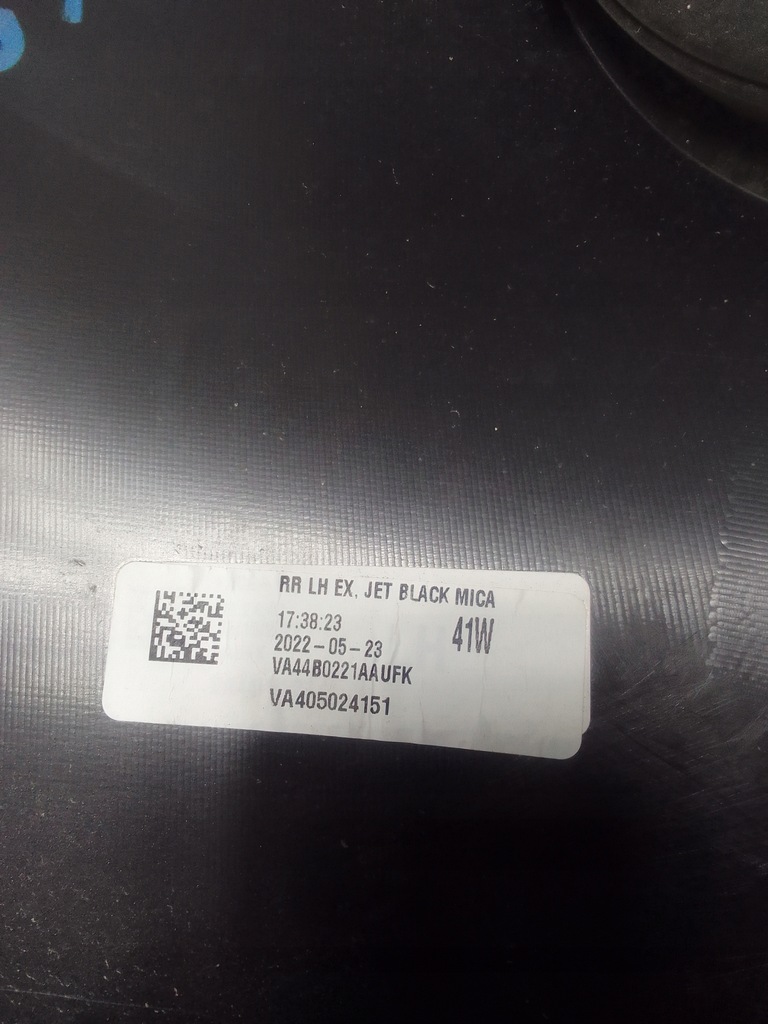 RR LH EX, JET BLACK MICA
17:38:23
41W
2022-05-23
VA44B0221AAUFK
VA405024151